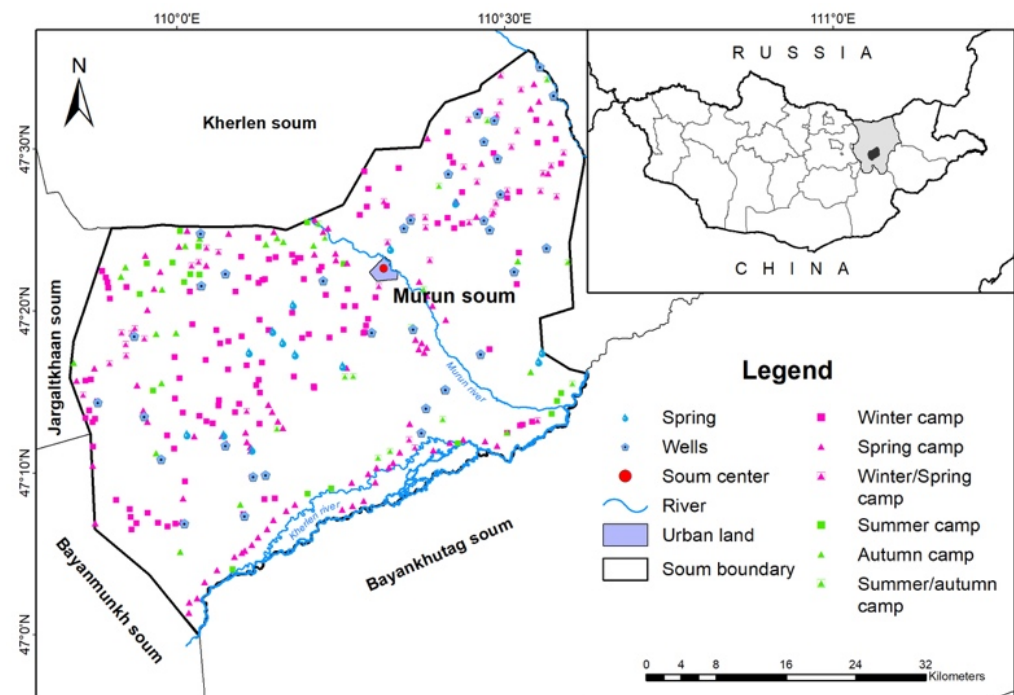 110°0'E
110°30'E
111°0'E
R U S S I A
N
Kherlen soum
47°30'N
C H I N A
Murun soum
47°20'N
Jargaltkhaan soum
Murun river
Legend
Spring
Wells
Soum center
River
Urban land
Soum boundary
Winter camp
Spring camp
Winter/Spring
camp
Summer camp
Autumn camp
Summer/autumn
camp
47°10'N
Kherlen river
Bayankhutag soum
Bayanmunkh soum
47°0'N
0 4 8 16 24 32
Kilometers